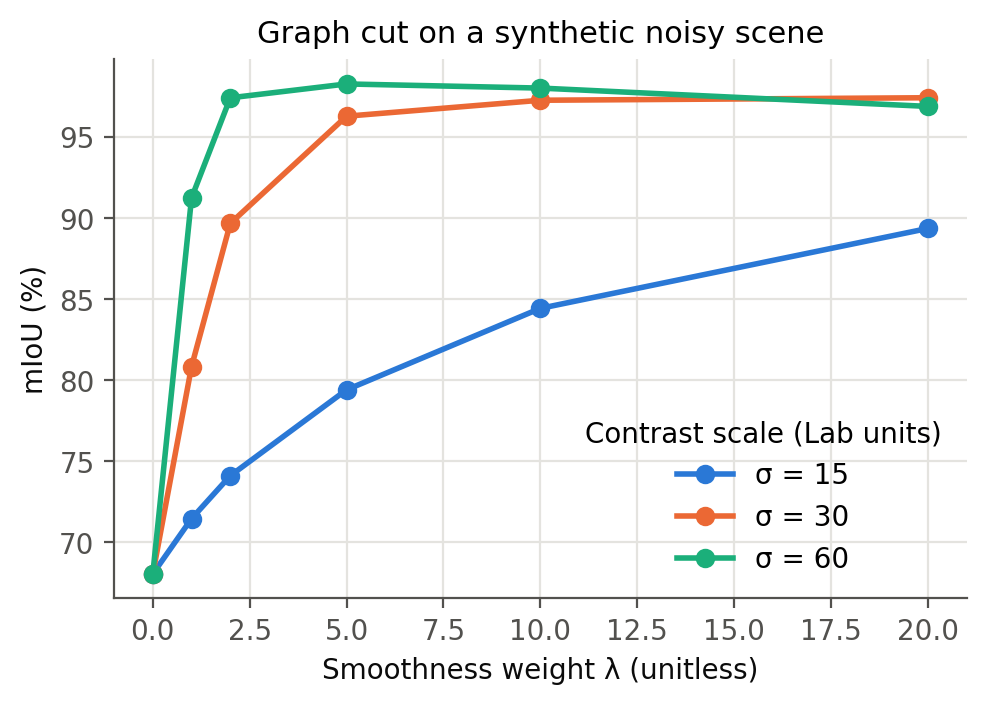 Graph cut on a synthetic noisy scene
mIoU (%)
95
90
85
80
75
70
Contrast scale (Lab units)
σ = 15
σ = 30
σ = 60
0.0 2.5 5.0 7.5 10.0 12.5 15.0 17.5 20.0
Smoothness weight λ (unitless)